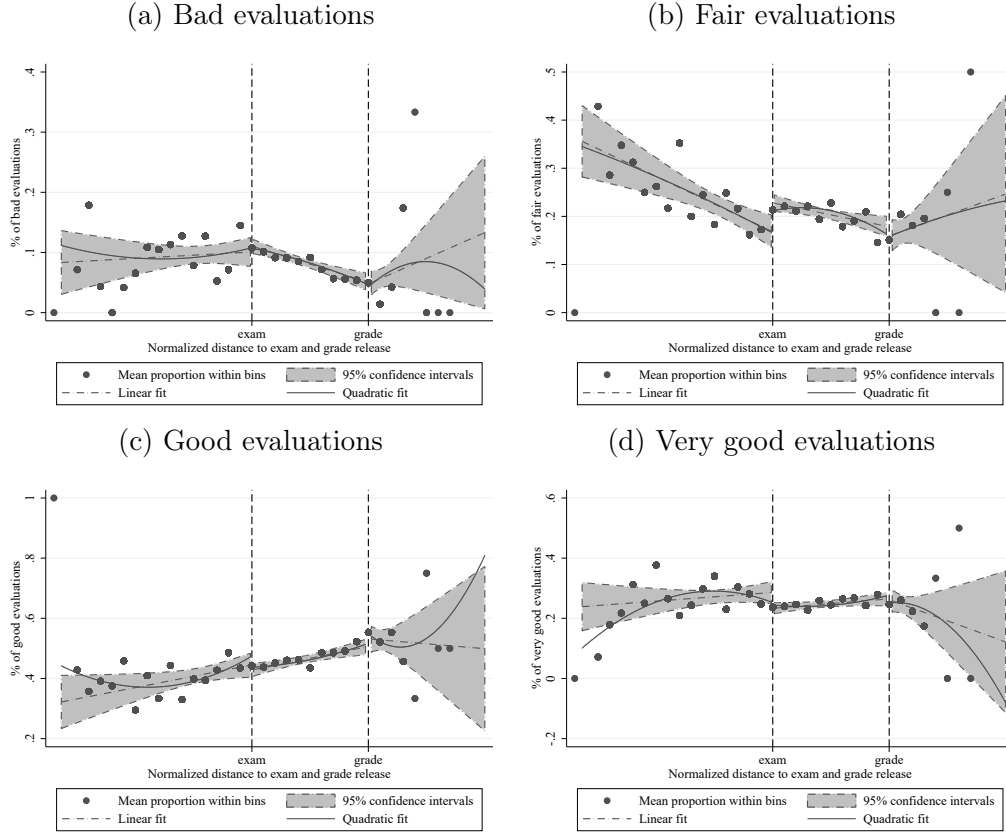 (a) Bad evaluations
% of bad evaluations
.4
.3
.2
.1
0
exam
grade
Normalized distance to exam and grade release
Mean proportion within bins
95% confidence intervals
Linear fit
Quadratic fit
(b) Fair evaluations
% of fair evaluations
.5
.4
.3
.2
.1
0
exam
grade
Normalized distance to exam and grade release
Mean proportion within bins
95% confidence intervals
Linear fit
Quadratic fit
(c) Good evaluations
% of good evaluations
1
.8
.6
.4
.2
exam
grade
Normalized distance to exam and grade release
Mean proportion within bins
95% confidence intervals
Linear fit
Quadratic fit
(d) Very good evaluations
% of very good evaluations
.6
.4
.2
0
-.2
exam
grade
Normalized distance to exam and grade release
Mean proportion within bins
95% confidence intervals
Linear fit
Quadratic fit